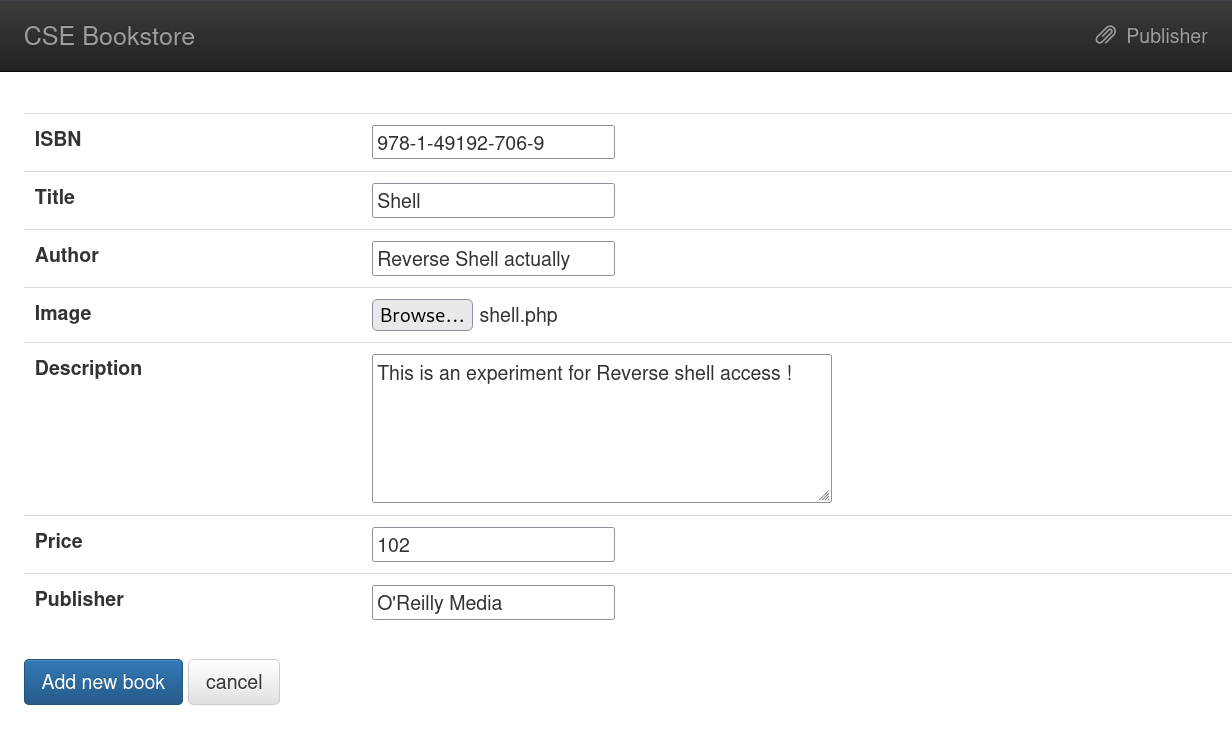 CSE Bookstore
Publisher
ISBN
978-1-49192-706-9
Title
Shell
Author
Reverse Shell actually
Image
Browse... shell.php
Description
This is an experiment for Reverse shell access !
Price
102
Publisher
O'Reilly Media
Add new book
cancel